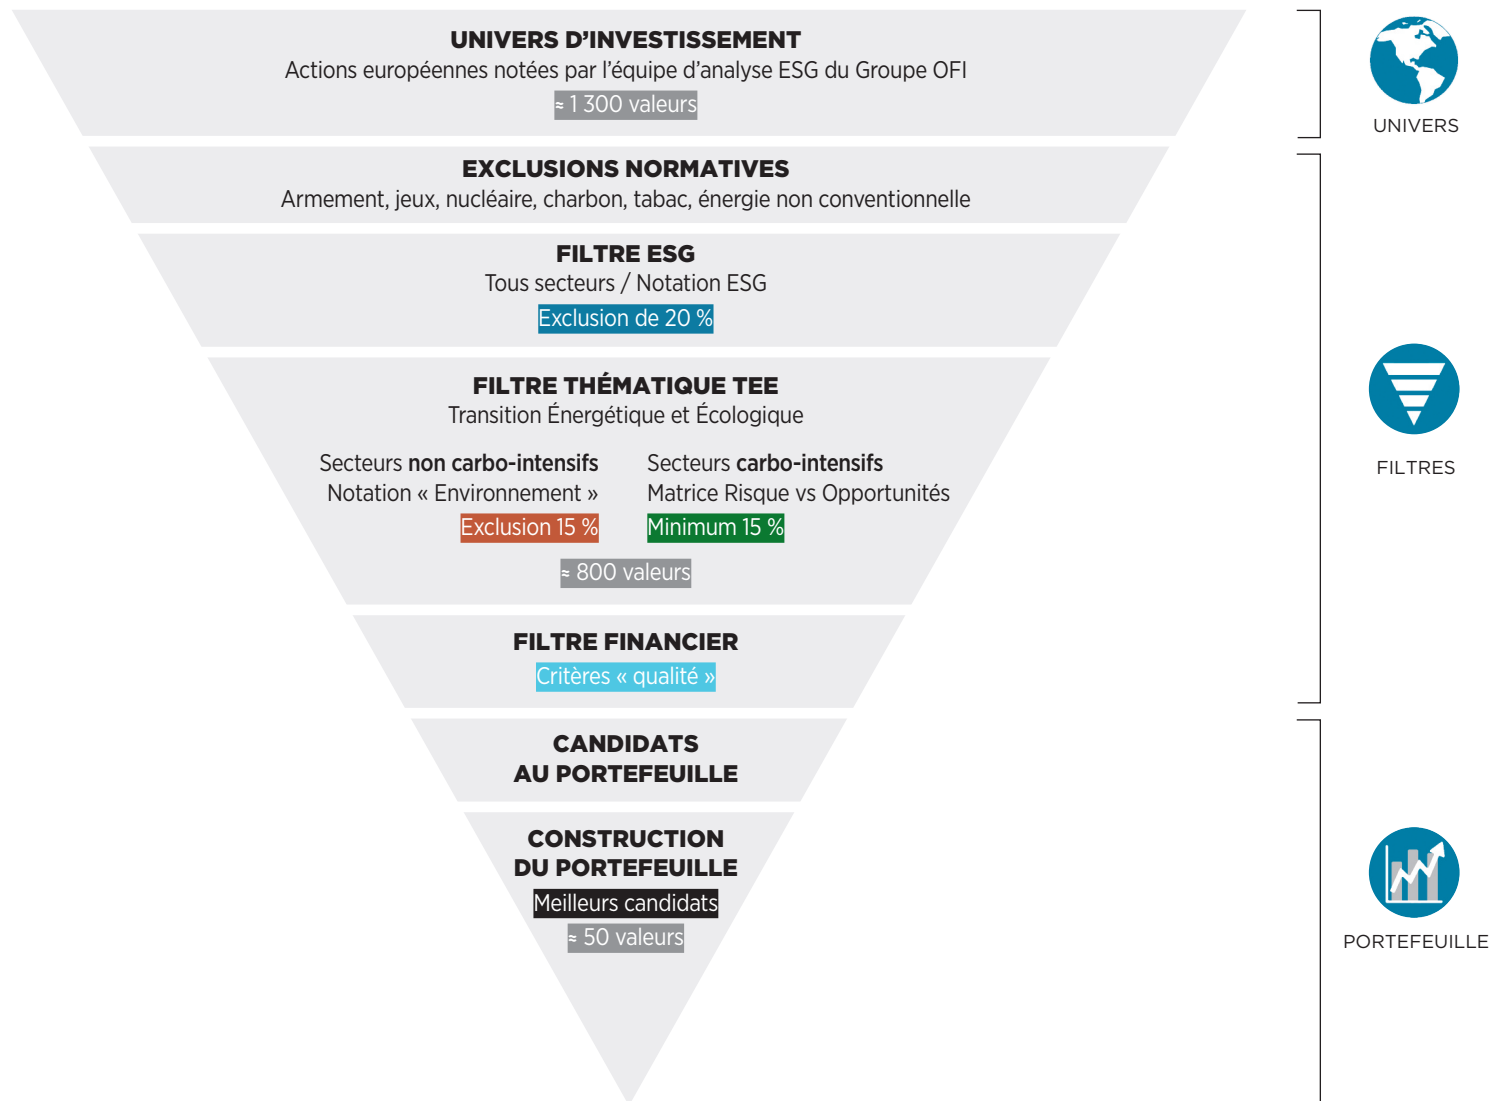 UNIVERS D’INVESTISSEMENT
Actions européennes notées par l’équipe d’analyse ESG du Groupe OFI
≈ 1 300 valeurs
UNIVERS
EXCLUSIONS NORMATIVES
Armement, jeux, nucléaire, charbon, tabac, énergie non conventionnelle
FILTRE ESG
Tous secteurs / Notation ESG
Exclusion de 20 %
FILTRE THÉMATIQUE TEE
Transition Énergétique et Écologique
Secteurs non carbo-intensifs
Notation « Environnement »
Exclusion 15 %
Secteurs carbo-intensifs
Matrice Risque vs Opportunités
Minimum 15 %
≈ 800 valeurs
FILTRE FINANCIER
Critères « qualité »
FILTRES
CANDIDATS
AU PORTEFEUILLE
CONSTRUCTION
DU PORTEFEUILLE
Meilleurs candidats
≈ 50 valeurs
PORTEFEUILLE